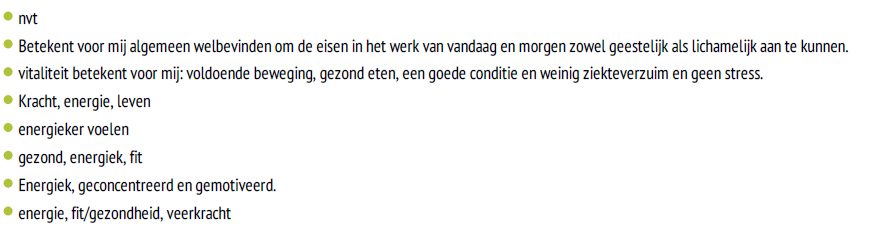 nvt
Betekent voor mij algemeen welbevinden om de eisen in het werk van vandaag en morgen zowel geestelijk als lichamelijk aan te kunnen.
vitaliteit betekent voor mij: voldoende beweging, gezond eten, een goede conditie en weinig ziekteverzuim en geen stress.
Kracht, energie, leven
energieker voelen
gezond, energiek, fit
Energiek, geconcentreerd en gemotiveerd.
energie, fit/gezondheid, veerkracht